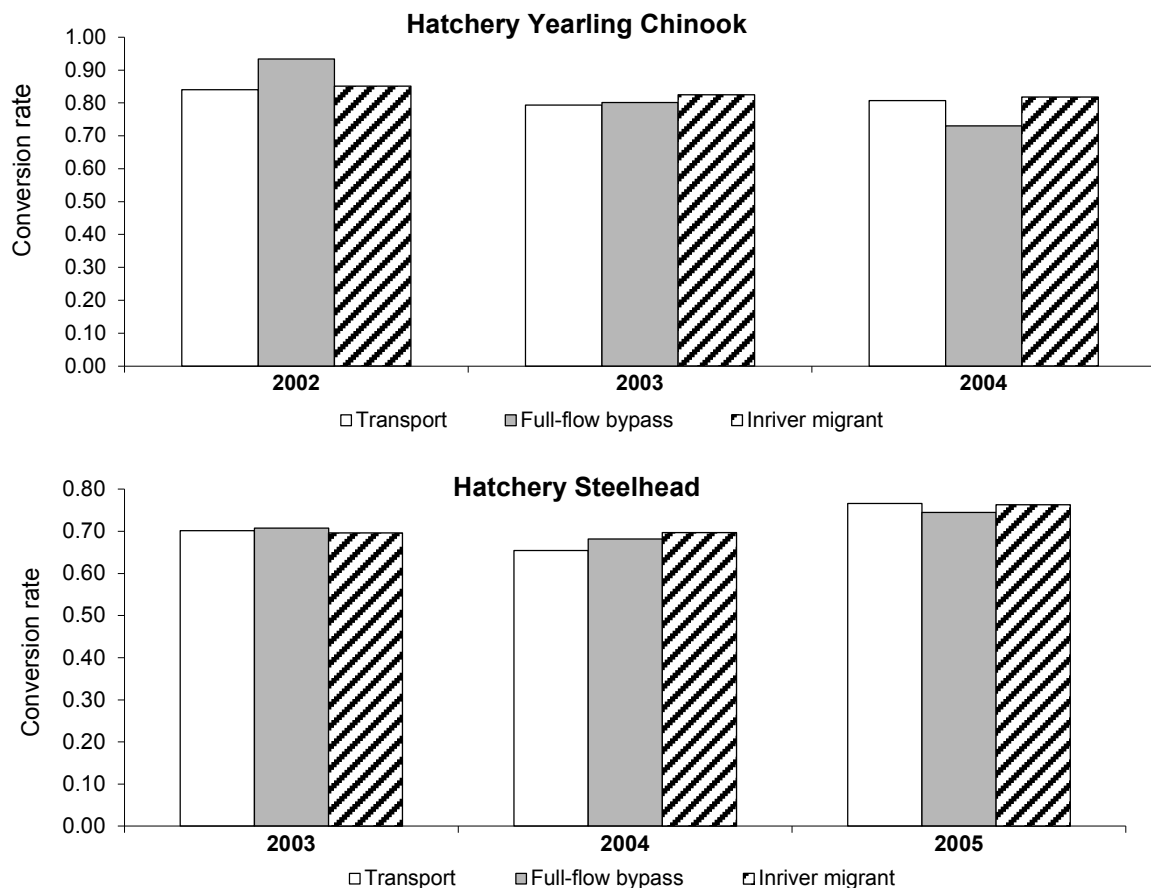 Hatchery Yearling Chinook
Conversion rate
1.00
0.90
0.80
0.70
0.60
0.50
0.40
0.30
0.20
0.10
0.00
2002 2003 2004
Transport Full-flow bypass Inriver migrant
Hatchery Steelhead
Conversion rate
0.80
0.70
0.60
0.50
0.40
0.30
0.20
0.10
0.00
2003 2004 2005
Transport Full-flow bypass Inriver migrant